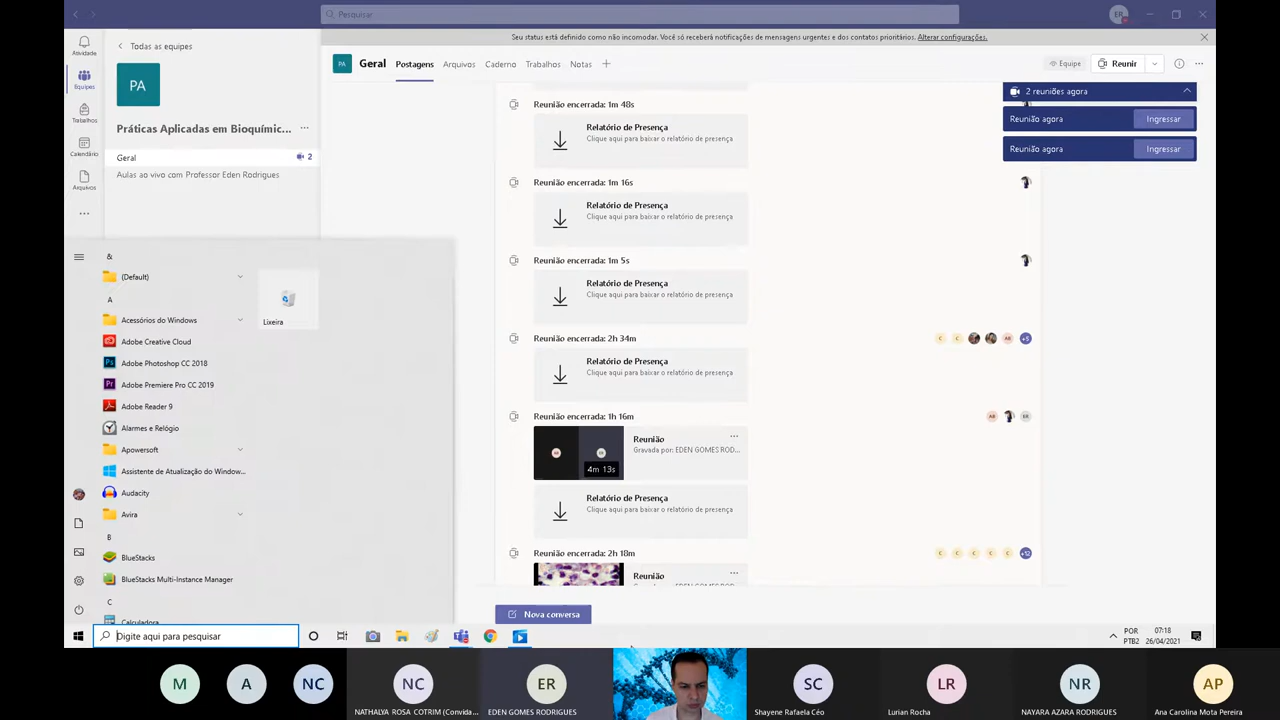 Pesquisar
ER
Seu status está definido como não incomodar. Você só receberá notificações de mensagens urgentes e dos contatos prioritários. Alterar configurações.
Atividade
Equipes
Trabalhos
Calendário
Arquivos
Todas as equipes
PA
Práticas Aplicadas em Bioquímic...
Geral
2
Aulas ao vivo com Professor Eden Rodrigues
PA
Geral
Postagens
Arquivos
Caderno
Trabalhos
Notas
Equipe
Reunir
2 reuniões agora
Reunião agora
Ingressar
Reunião agora
Ingressar
Reunião encerrada: 1m 48s
Relatório de Presença
Clique aqui para baixar o relatório de presença
Reunião encerrada: 1m 16s
Relatório de Presença
Clique aqui para baixar o relatório de presença
Reunião encerrada: 1m 5s
Relatório de Presença
Clique aqui para baixar o relatório de presença
Reunião encerrada: 2h 34m
C C AB +5
Relatório de Presença
Clique aqui para baixar o relatório de presença
Reunião encerrada: 1h 16m
AB ER
AB ER
4m 13s
Reunião
Gravada por: EDEN GOMES ROD...
Relatório de Presença
Clique aqui para baixar o relatório de presença
Reunião encerrada: 2h 18m
C C C C C +12
Reunião
Nova conversa
&
(Default)
A
Acessórios do Windows
Adobe Creative Cloud
Adobe Photoshop CC 2018
Adobe Premiere Pro CC 2019
Adobe Reader 9
Alarmes e Relógio
Apowersoft
Assistente de Atualização do Window...
Audacity
Avira
B
BlueStacks
BlueStacks Multi-Instance Manager
C
Calculadora
Lixeira
Digite aqui para pesquisar
POR
PTB2
07:18
26/04/2021
M
A
NC
NC
NATHALYA ROSA COTRIM (Convida...
ER
EDEN GOMES RODRIGUES
SC
Shayene Rafaela Céo
LR
Lurian Rocha
NR
NAYARA AZARA RODRIGUES
AP
Ana Carolina Mota Pereira